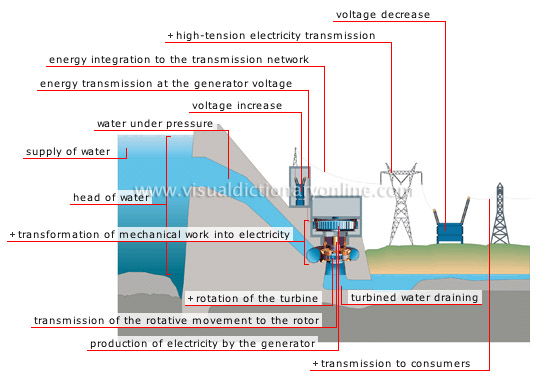 voltage decrease
+ high-tension electricity transmission
energy integration to the transmission network
energy transmission at the generator voltage
voltage increase
water under pressure
supply of water
www.visualdictionaryonline.com
head of water
+ transformation of mechanical work into electricity
+ rotation of the turbine
turbined water draining
transmission of the rotative movement to the rotor
production of electricity by the generator
+ transmission to consumers